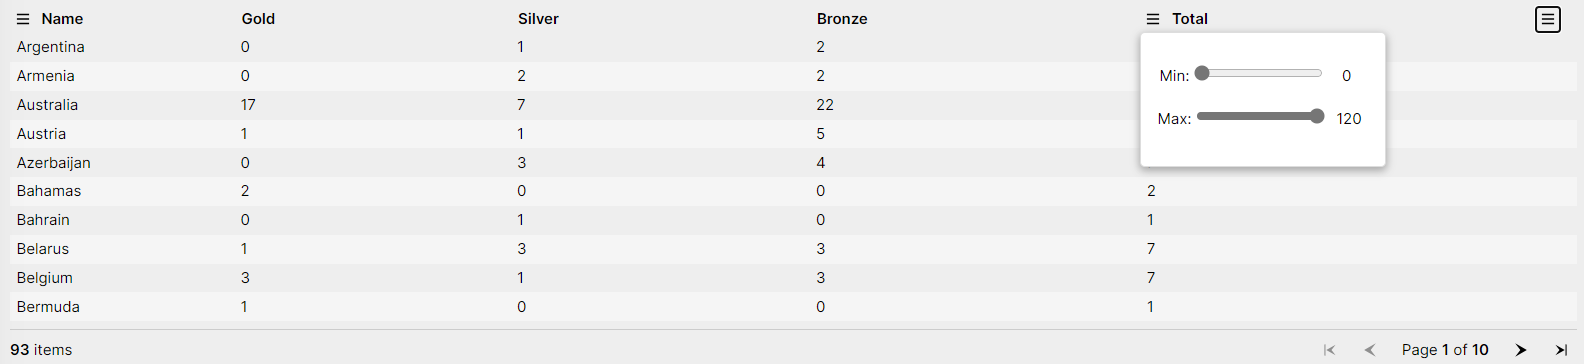 Name Gold Silver Bronze Total
Argentina 0 1 2
Armenia 0 2 2
Australia 17 7 22
Austria 1 1 5
Azerbaijan 0 3 4
Bahamas 2 0 0 2
Bahrain 0 1 0 1
Belarus 1 3 3 7
Belgium 3 1 3 7
Bermuda 1 0 0 1
Min: 0
Max: 120
93 items Page 1 of 10